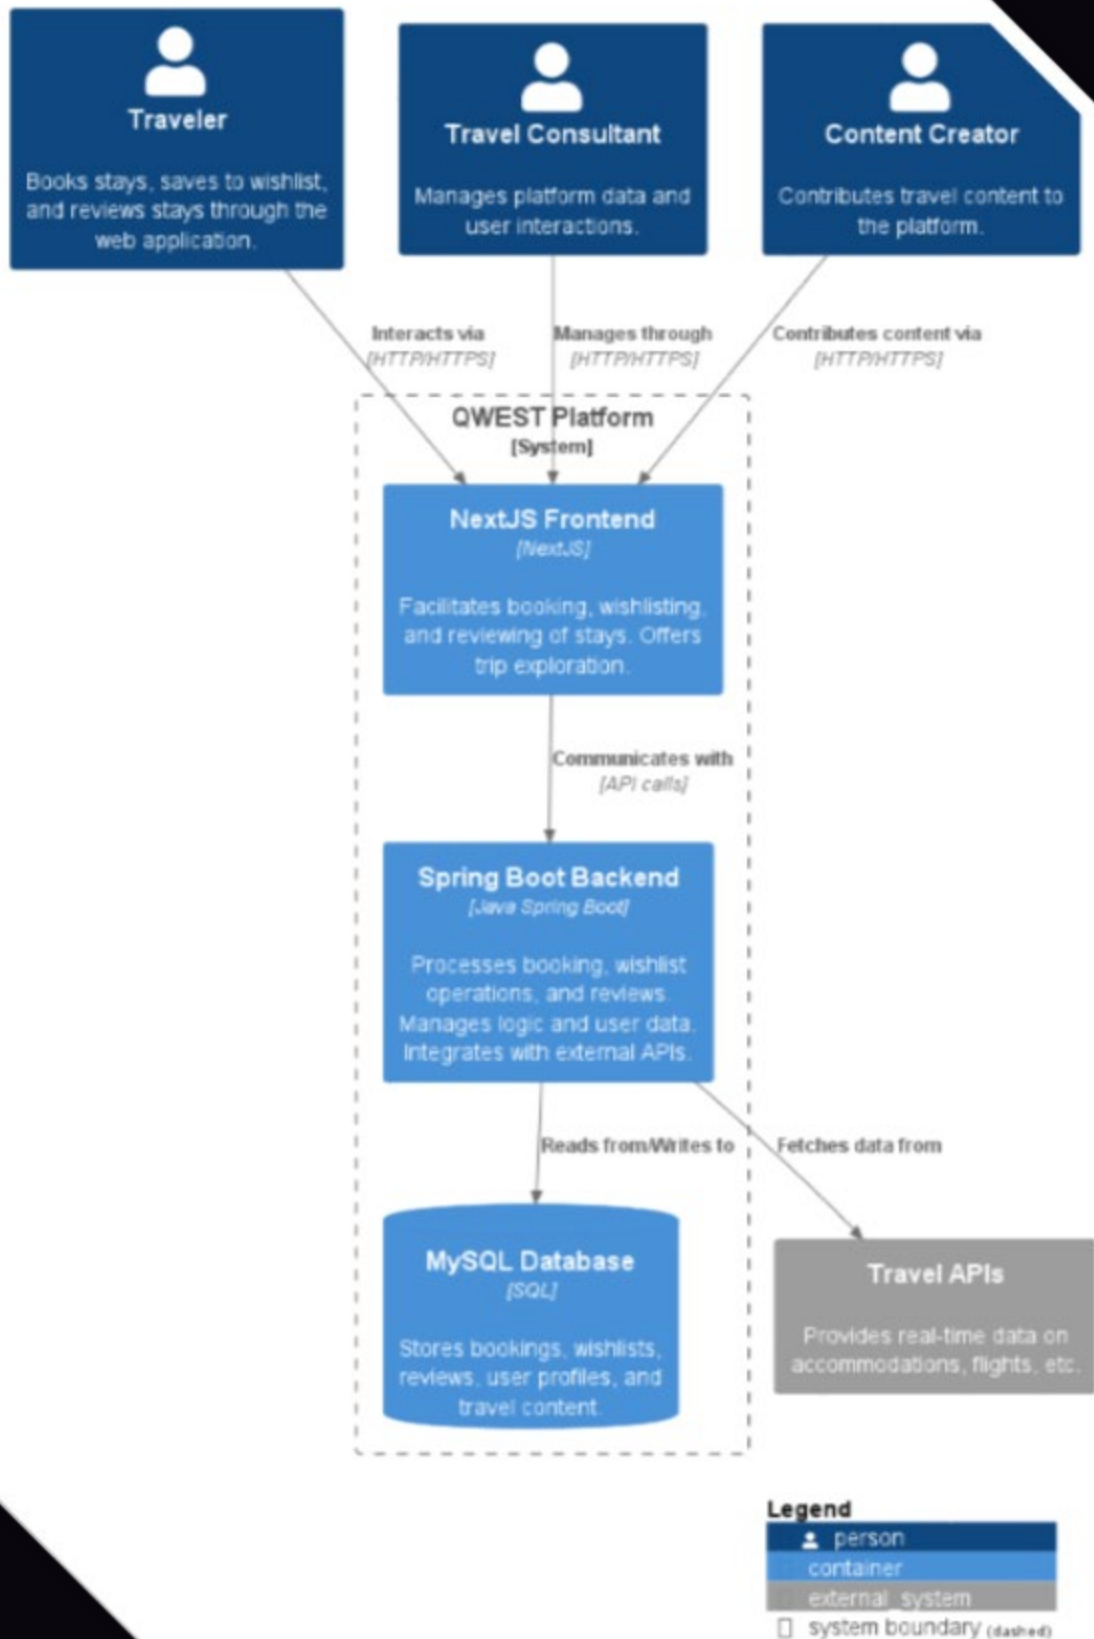 Traveler
Books stays, saves to wishlist,
and reviews stays through the
web application.
Travel Consultant
Manages platform data and
user interactions.
Content Creator
Contributes travel content to
the platform.
Interacts via
[HTTP/HTTPS]
Manages through
[HTTP/HTTPS]
Contributes content via
[HTTP/HTTPS]
QWEST Platform
[System]
NextJS Frontend
[NextJS]
Facilitates booking, wishlisting,
and reviewing of stays. Offers
trip exploration.
Communicates with
[API calls]
Spring Boot Backend
[Java Spring Boot]
Processes booking, wishlist
operations, and reviews.
Manages logic and user data.
Integrates with external APIs.
Reads from/Writes to
Fetches data from
MySQL Database
[SQL]
Stores bookings, wishlists,
reviews, user profiles, and
travel content.
Travel APIs
Provides real-time data on
accommodations, flights, etc.
Legend
person
container
external_system
system boundary (dashed)